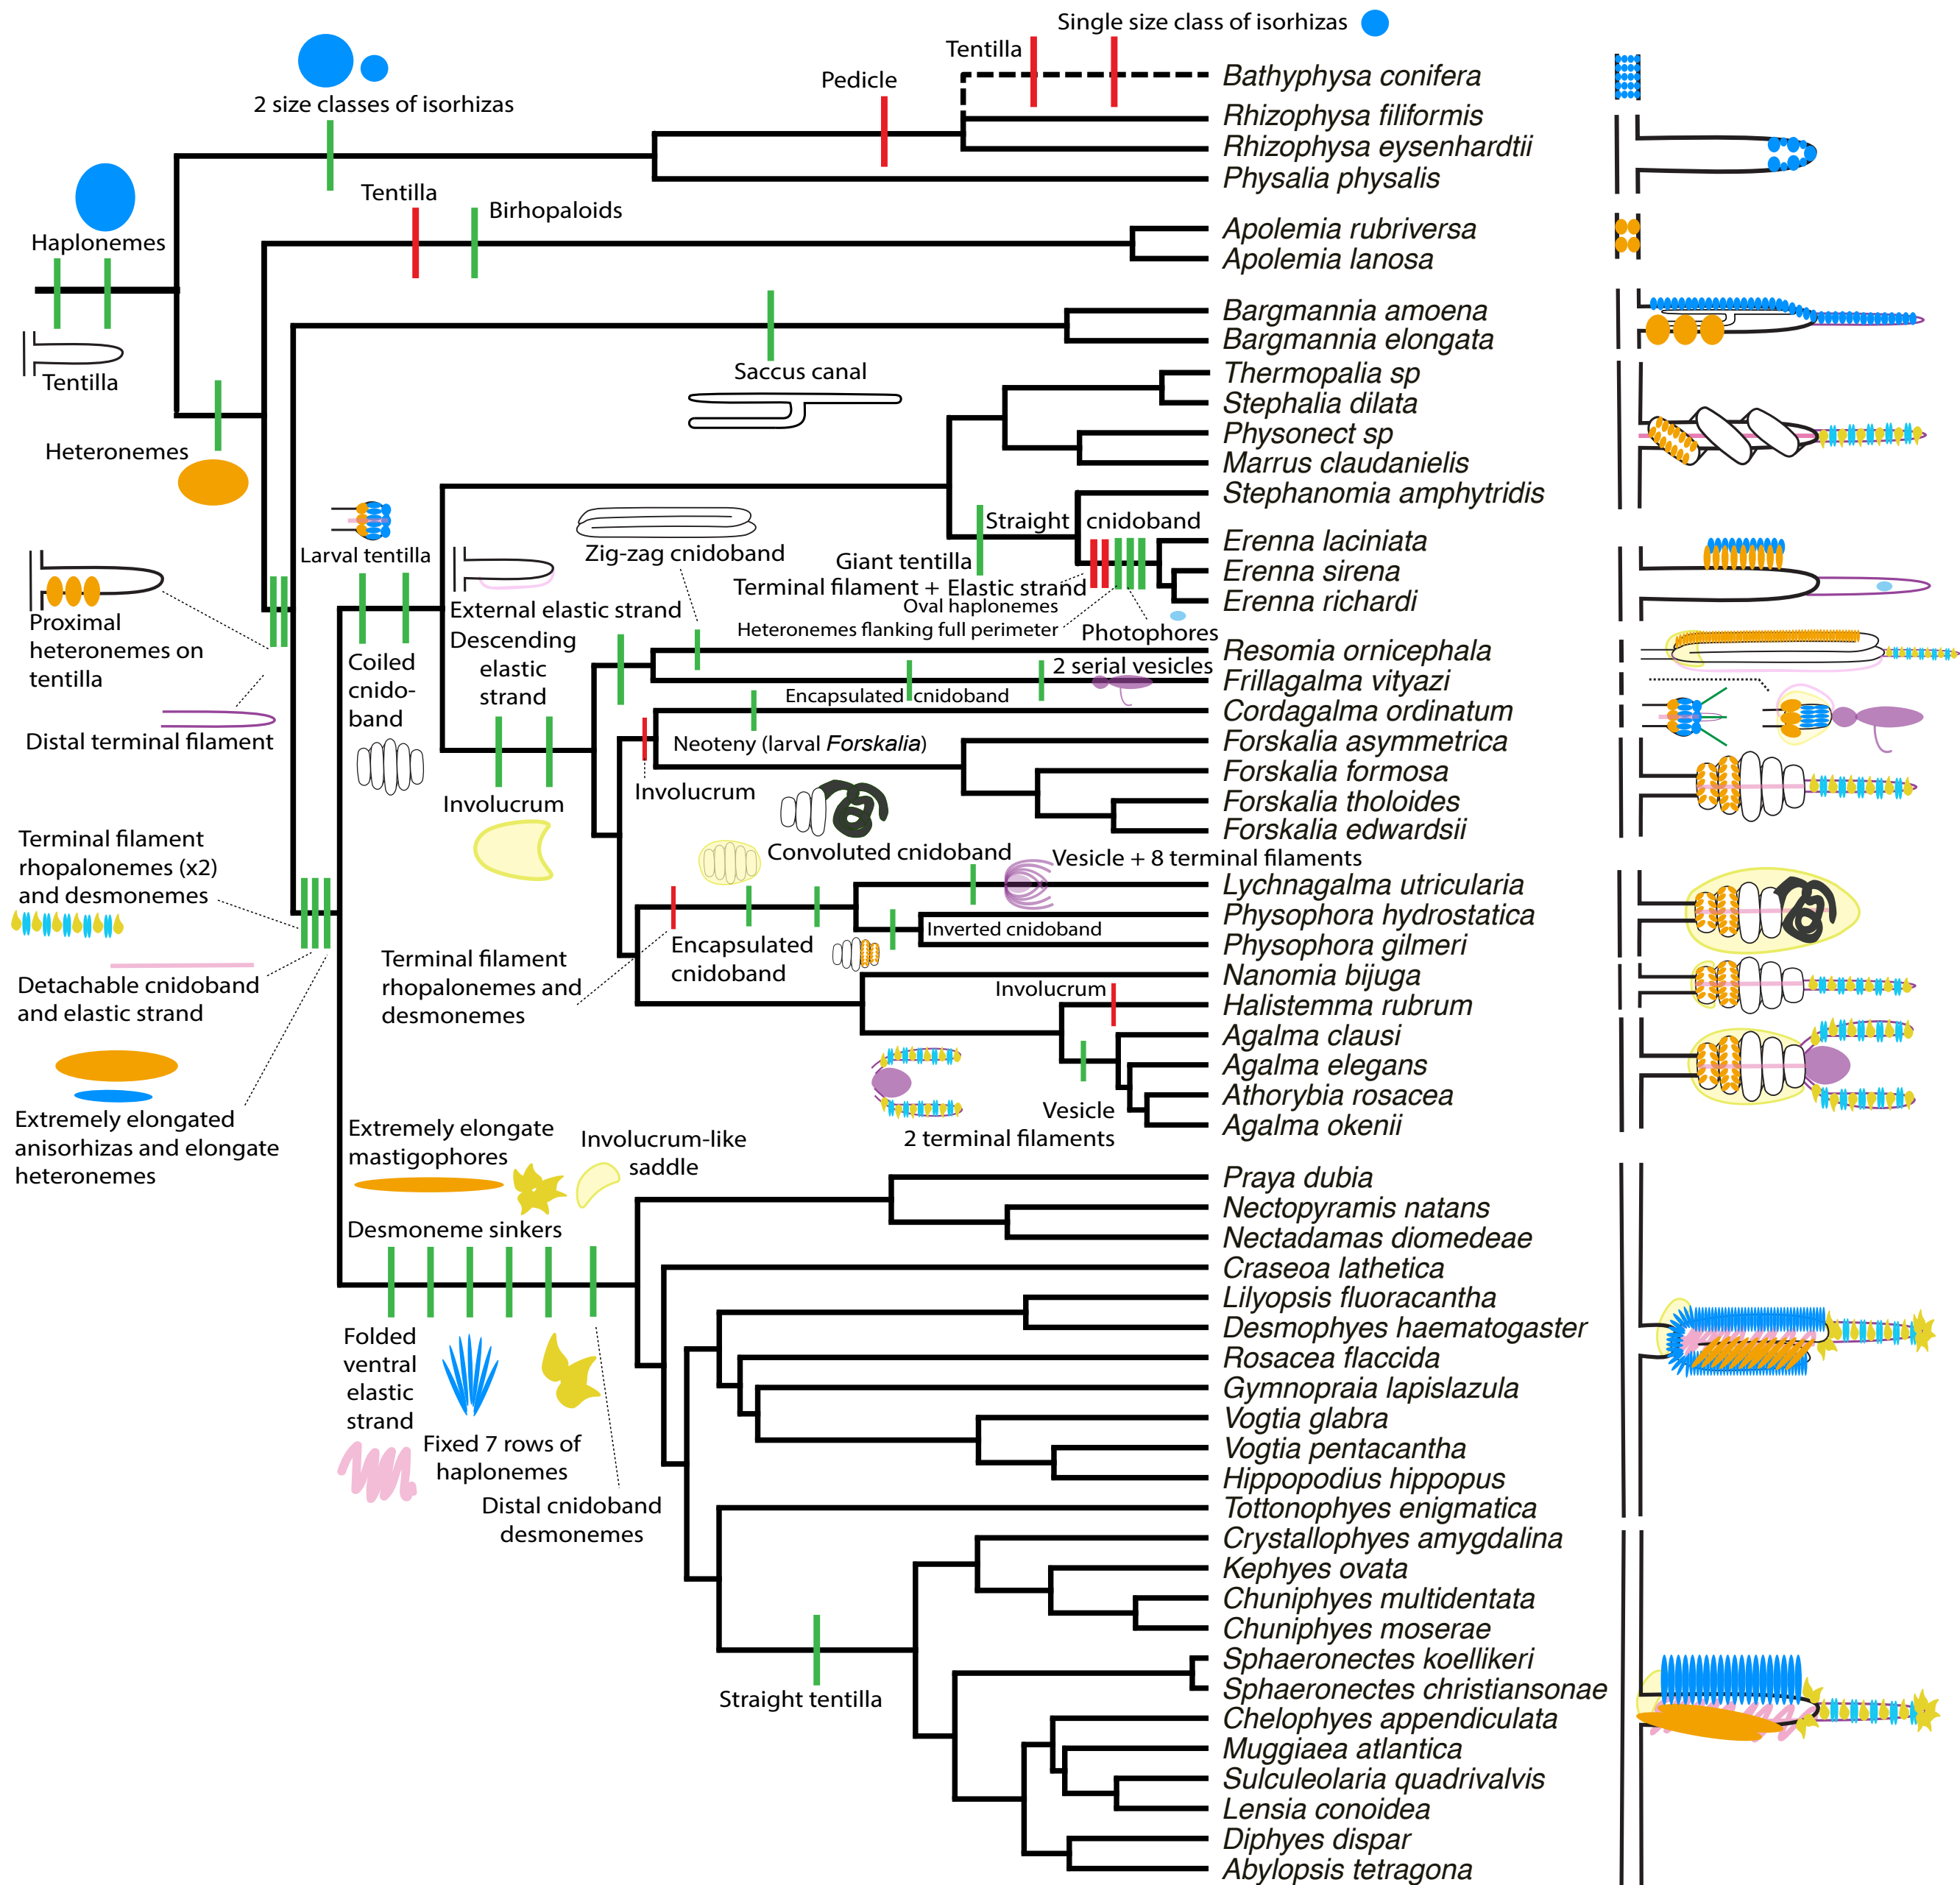 Single size class of isorhizas
Tentilla
Bathyphysa conifera
Pedicle
2 size classes of isorhizas
Rhizophysa filiformis
Rhizophysa eysenhardtii
Physalia physalis
Tentilla
Birhopaloids
Haplonemes
Apolemia rubriversa
Apolemia lanosa
Bargmannia amoena
Bargmannia elongata
Tentilla
Saccus canal
Thermopalia sp
Stephalia dilata
Physonect sp
Marrus claudanielis
Heteronemes
Stephanomia amphytridis
Straight cnidoband
Larval tentilla
Zig-zag cnidoband
Giant tentilla
Erenna laciniata
Terminal filament + Elastic strand
Erenna sirena
Oval haplonemes
Erenna richardi
Heteronemes flanking full perimeter
Photophores
External elastic strand
Proximal
heteronemes on
tentilla
Descending
elastic
strand
Coiled
cnido-
band
Resomia ornicephala
2 serial vesicles
Frillagalma vityazi
Encapsulated cnidoband
Cordagalma ordinatum
Distal terminal filament
Neoteny (larval Forskalia)
Forskalia asymmetrica
Forskalia formosa
Involucrum
Involucrum
Forskalia tholoides
Forskalia edwardsii
Terminal filament
rhopalonemes (x2)
and desmonemes
Convoluted cnidoband
Vesicle + 8 terminal filaments
Lychnagalma utricularia
Physophora hydrostatica
Inverted cnidoband
Physophora gilmeri
Encapsulated
cnidoband
Terminal filament
rhopalonemes and
desmonemes
Detachable cnidoband
and elastic strand
Nanomia bijuga
Involucrum
Halistemma rubrum
Agalma clausi
Agalma elegans
Athorybia rosacea
Agalma okenii
Vesicle
2 terminal filaments
Extremely elongated
anisorhizas and elongate
heteronemes
Extremely elongate
mastigophores
Involucrum-like
saddle
Praya dubia
Nectopyramis natans
Nectadamas diomedeae
Desmoneme sinkers
Craseoa lathetica
Lilyopsis fluoracantha
Desmophyes haematogaster
Folded
ventral
elastic
strand
Rosacea flaccida
Gymnopraia lapislazula
Vogtia glabra
Fixed 7 rows of
haplonemes
Vogtia pentacantha
Hippopodius hippopus
Distal cnidoband
desmonemes
Tottonophyes enigmatica
Crystallophyes amygdalina
Kephyes ovata
Chuniphyes multidentata
Chuniphyes moserae
Sphaeronectes koellikeri
Sphaeronectes christiansonae
Straight tentilla
Chelophyes appendiculata
Muggiaea atlantica
Sulculeolaria quadrivalvis
Lensia conoidea
Diphyes dispar
Abylopsis tetragona